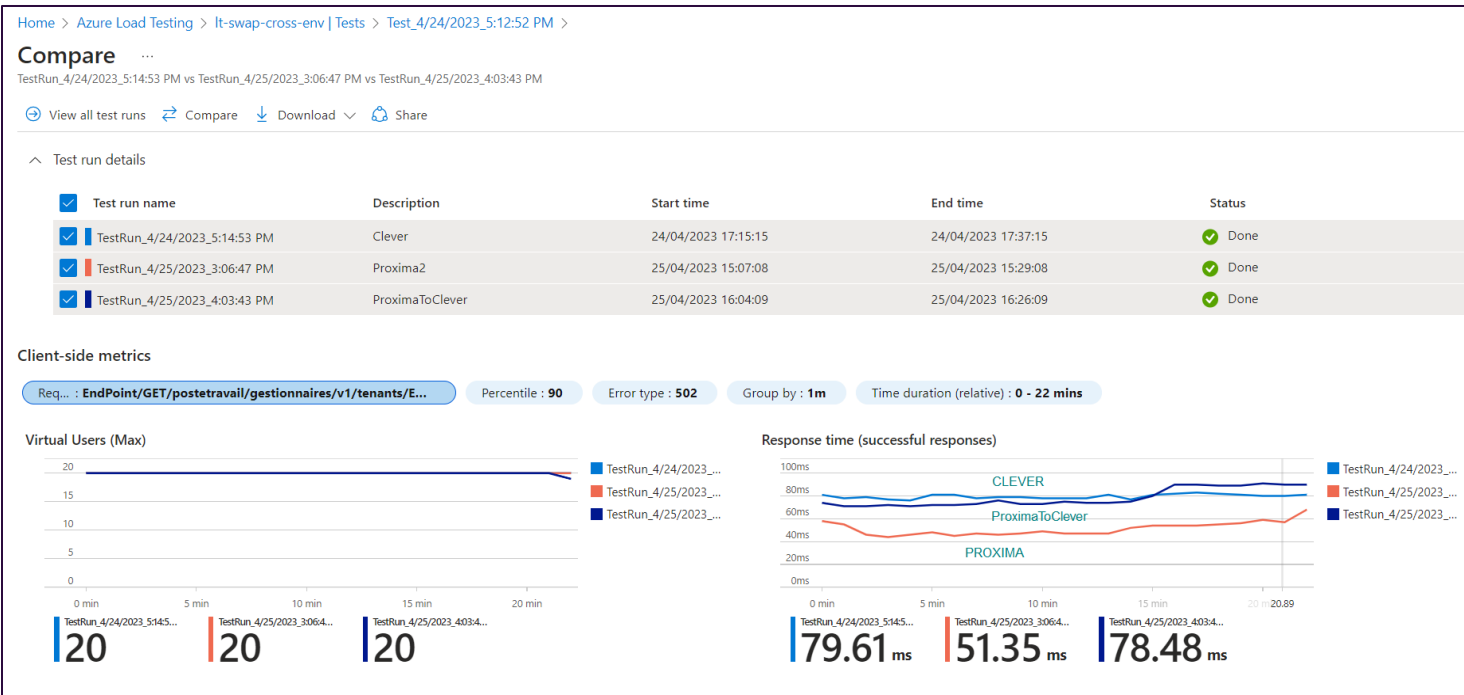 Home > Azure Load Testing > lt-swap-cross-env | Tests > Test_4/24/2023_5:12:52 PM >
Compare ...
TestRun_4/24/2023_5:14:53 PM vs TestRun_4/25/2023_3:06:47 PM vs TestRun_4/25/2023_4:03:43 PM
View all test runs Compare Download Share
Test run details
Test run name Description Start time End time Status
TestRun_4/24/2023_5:14:53 PM Clever 24/04/2023 17:15:15 24/04/2023 17:37:15 Done
TestRun_4/25/2023_3:06:47 PM Proxima2 25/04/2023 15:07:08 25/04/2023 15:29:08 Done
TestRun_4/25/2023_4:03:43 PM ProximaToClever 25/04/2023 16:04:09 25/04/2023 16:26:09 Done
Client-side metrics
Req... : EndPoint/GET/postetravail/gestionnaires/v1/tenants/E... Percentile : 90 Error type : 502 Group by : 1m Time duration (relative) : 0 - 22 mins
Virtual Users (Max)
20
15
10
5
0
0 min 5 min 10 min 15 min 20 min
TestRun_4/24/2023_...
TestRun_4/25/2023_...
TestRun_4/25/2023_...
TestRun_4/24/2023_5:14:5... TestRun_4/25/2023_3:06:4... TestRun_4/25/2023_4:03:4...
20 20 20
Response time (successful responses)
100ms
80ms
60ms
40ms
20ms
0ms
CLEVER
ProximaToClever
PROXIMA
0 min 5 min 10 min 15 min 20 m 20.89
TestRun_4/24/2023_...
TestRun_4/25/2023_...
TestRun_4/25/2023_...
TestRun_4/24/2023_5:14:5... TestRun_4/25/2023_3:06:4... TestRun_4/25/2023_4:03:4...
79.61 ms 51.35 ms 78.48 ms